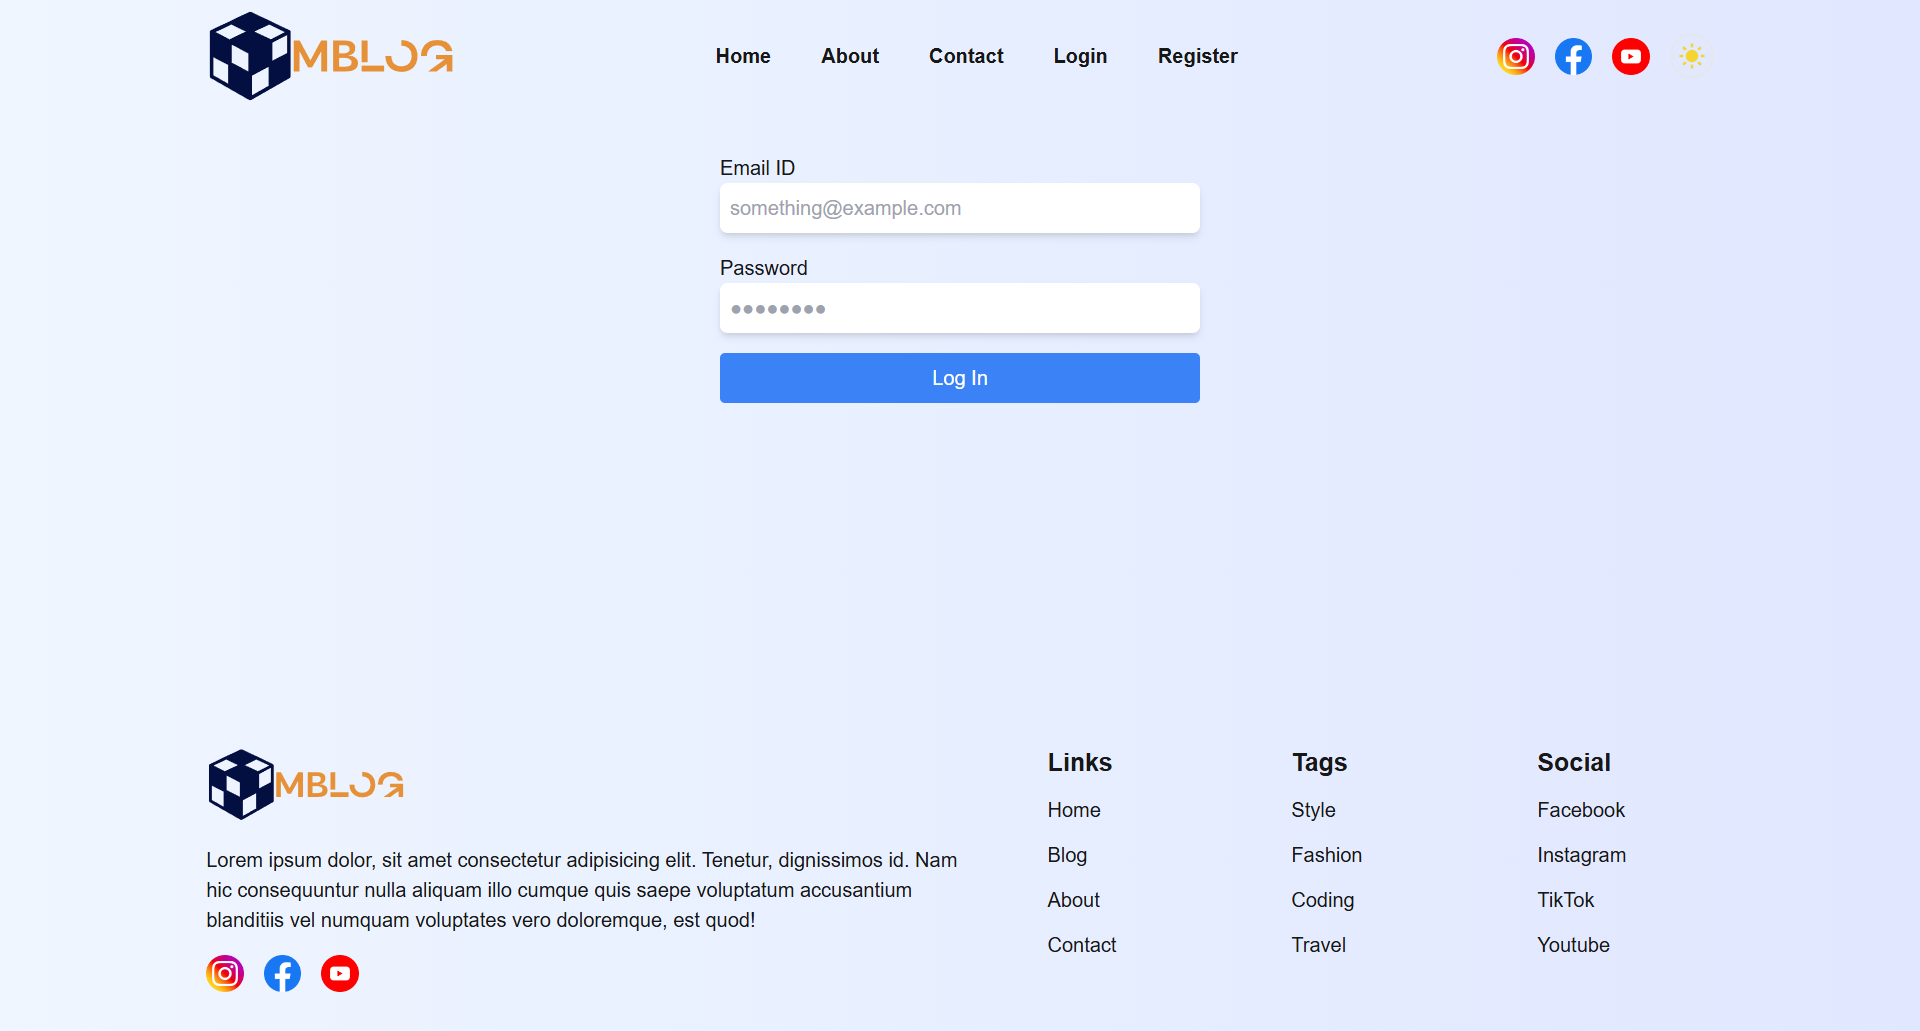 MBLOG
Home About Contact Login Register
Email ID
something@example.com
Password
Log In
MBLOG
Lorem ipsum dolor, sit amet consectetur adipisicing elit. Tenetur, dignissimos id. Nam
hic consequuntur nulla aliquam illo cumque quis saepe voluptatum accusantium
blanditiis vel numquam voluptates vero doloremque, est quod!
Links
Home
Blog
About
Contact
Tags
Style
Fashion
Coding
Travel
Social
Facebook
Instagram
TikTok
Youtube